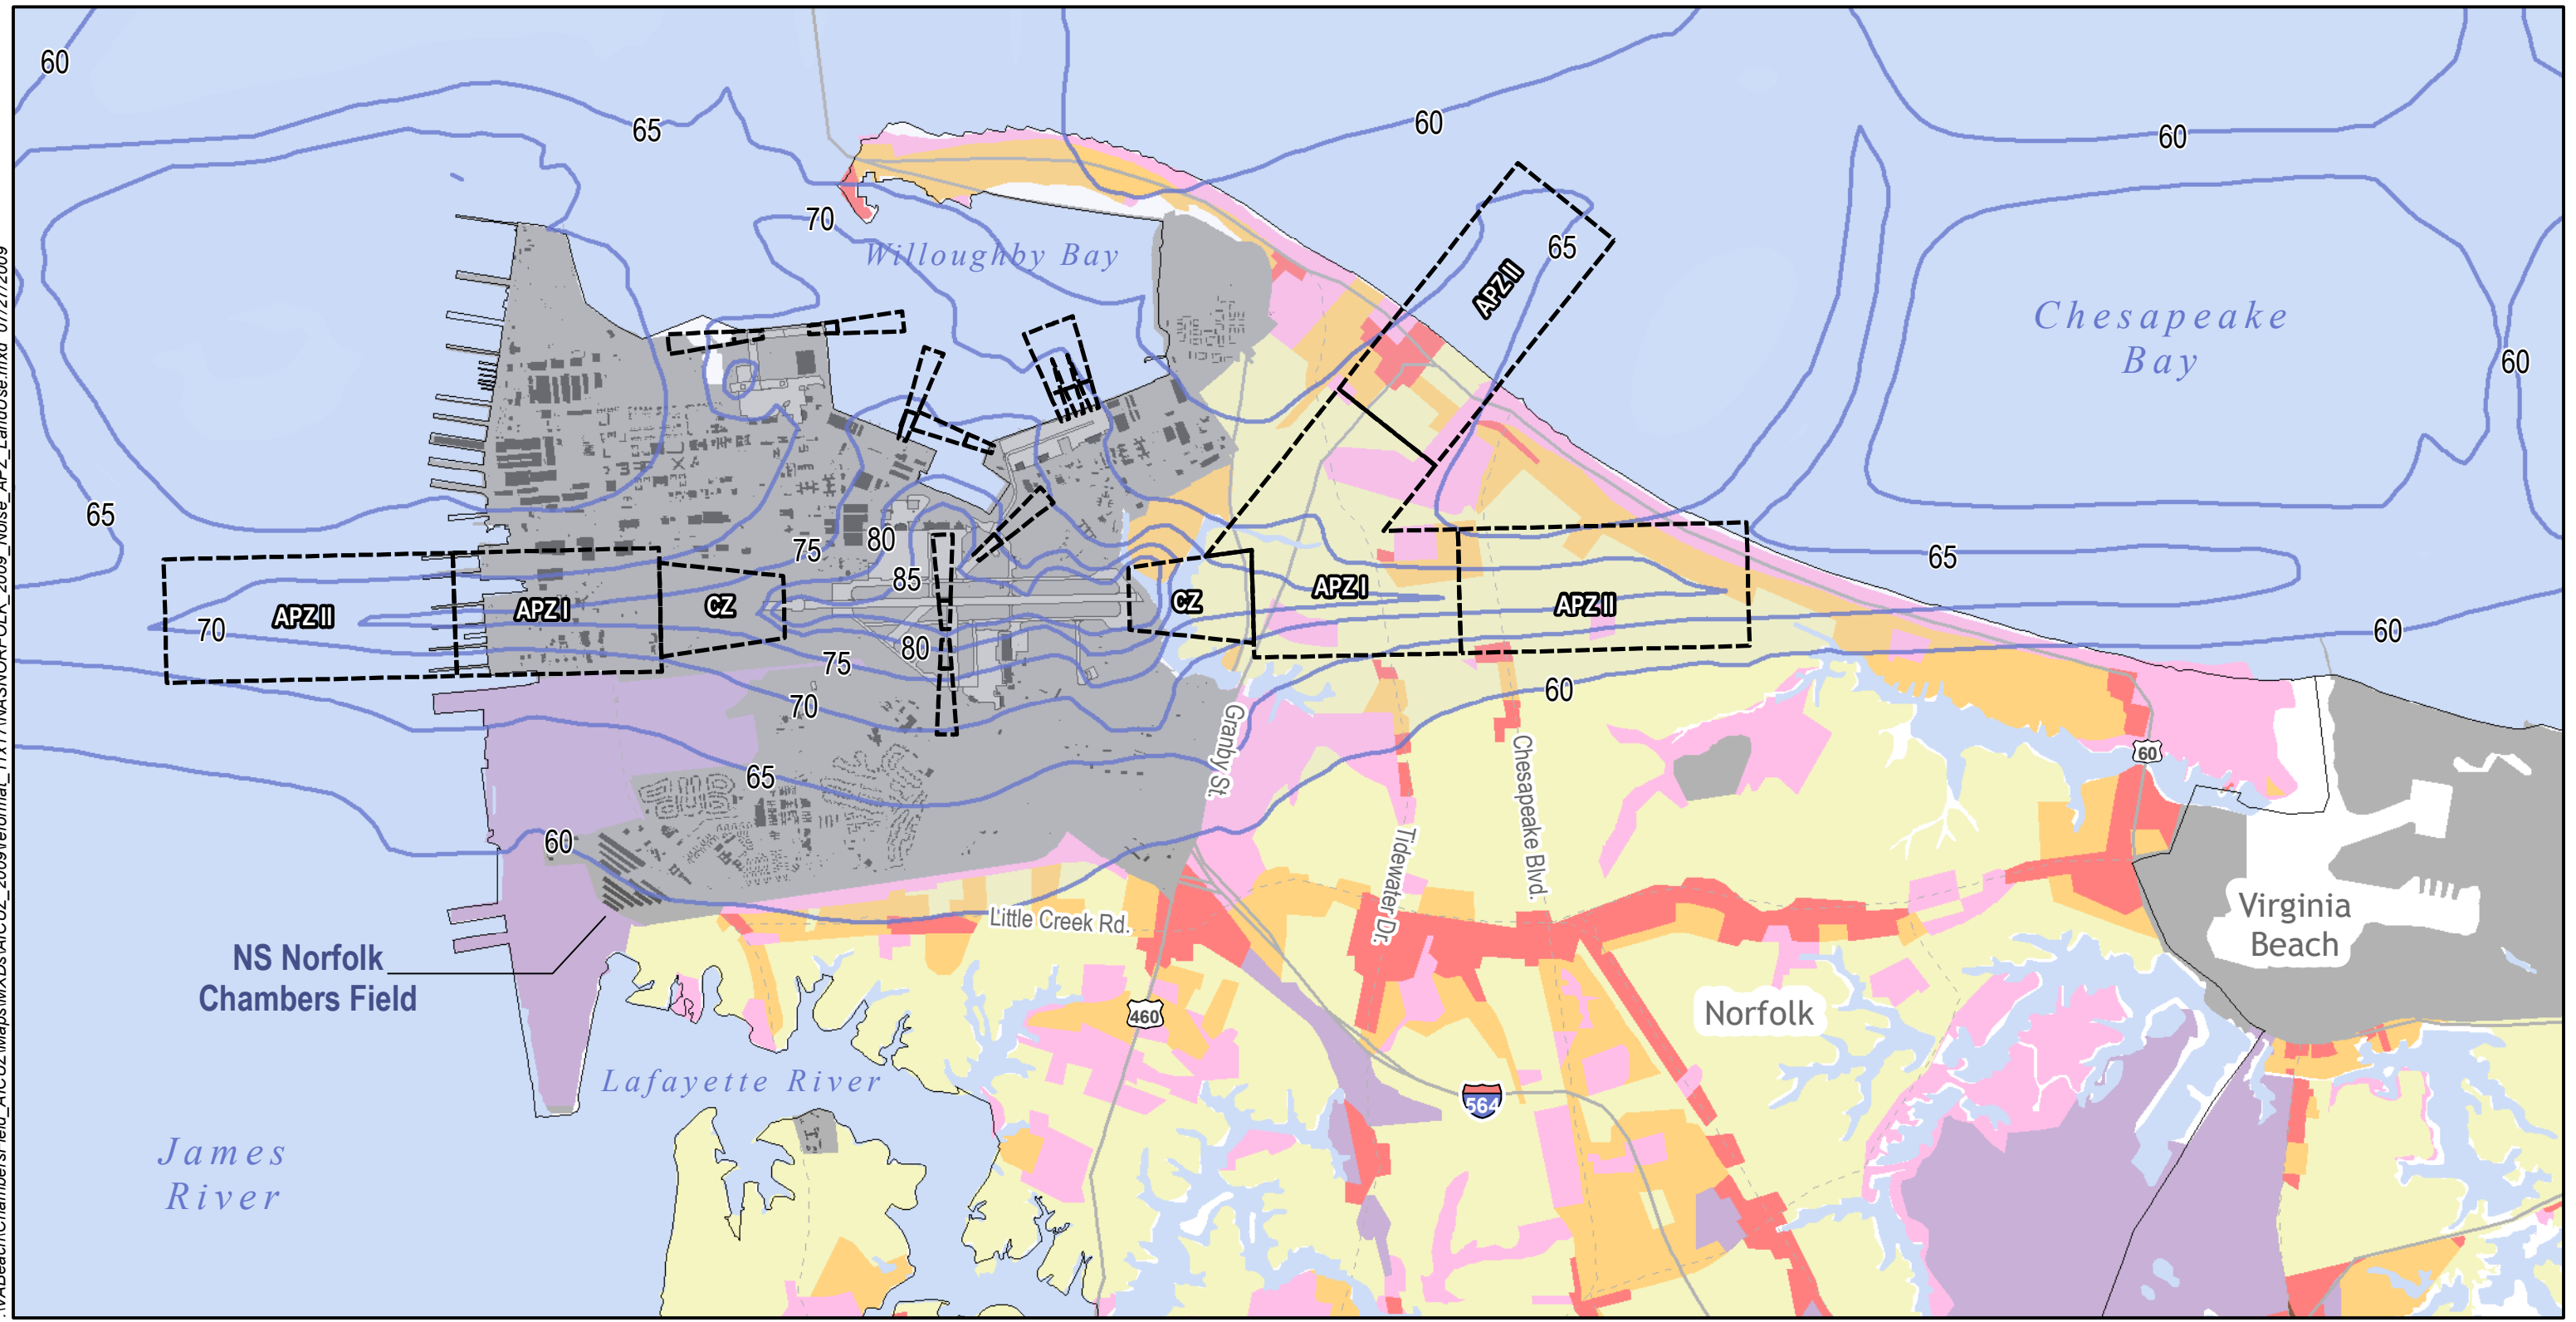 60
65
60
60
70
Willoughby Bay
65
APZ II
Chesapeake
Bay
60
65
80
75
85
65
APZ II
APZ I
CZ
CZ
APZ I
APZ II
70
80
75
60
60
70
Granby St.
Chesapeake Blvd.
60
65
60
Tidewater Dr.
Little Creek Rd.
Virginia
Beach
NS Norfolk
Chambers Field
460
Norfolk
Lafayette River
564
James
River